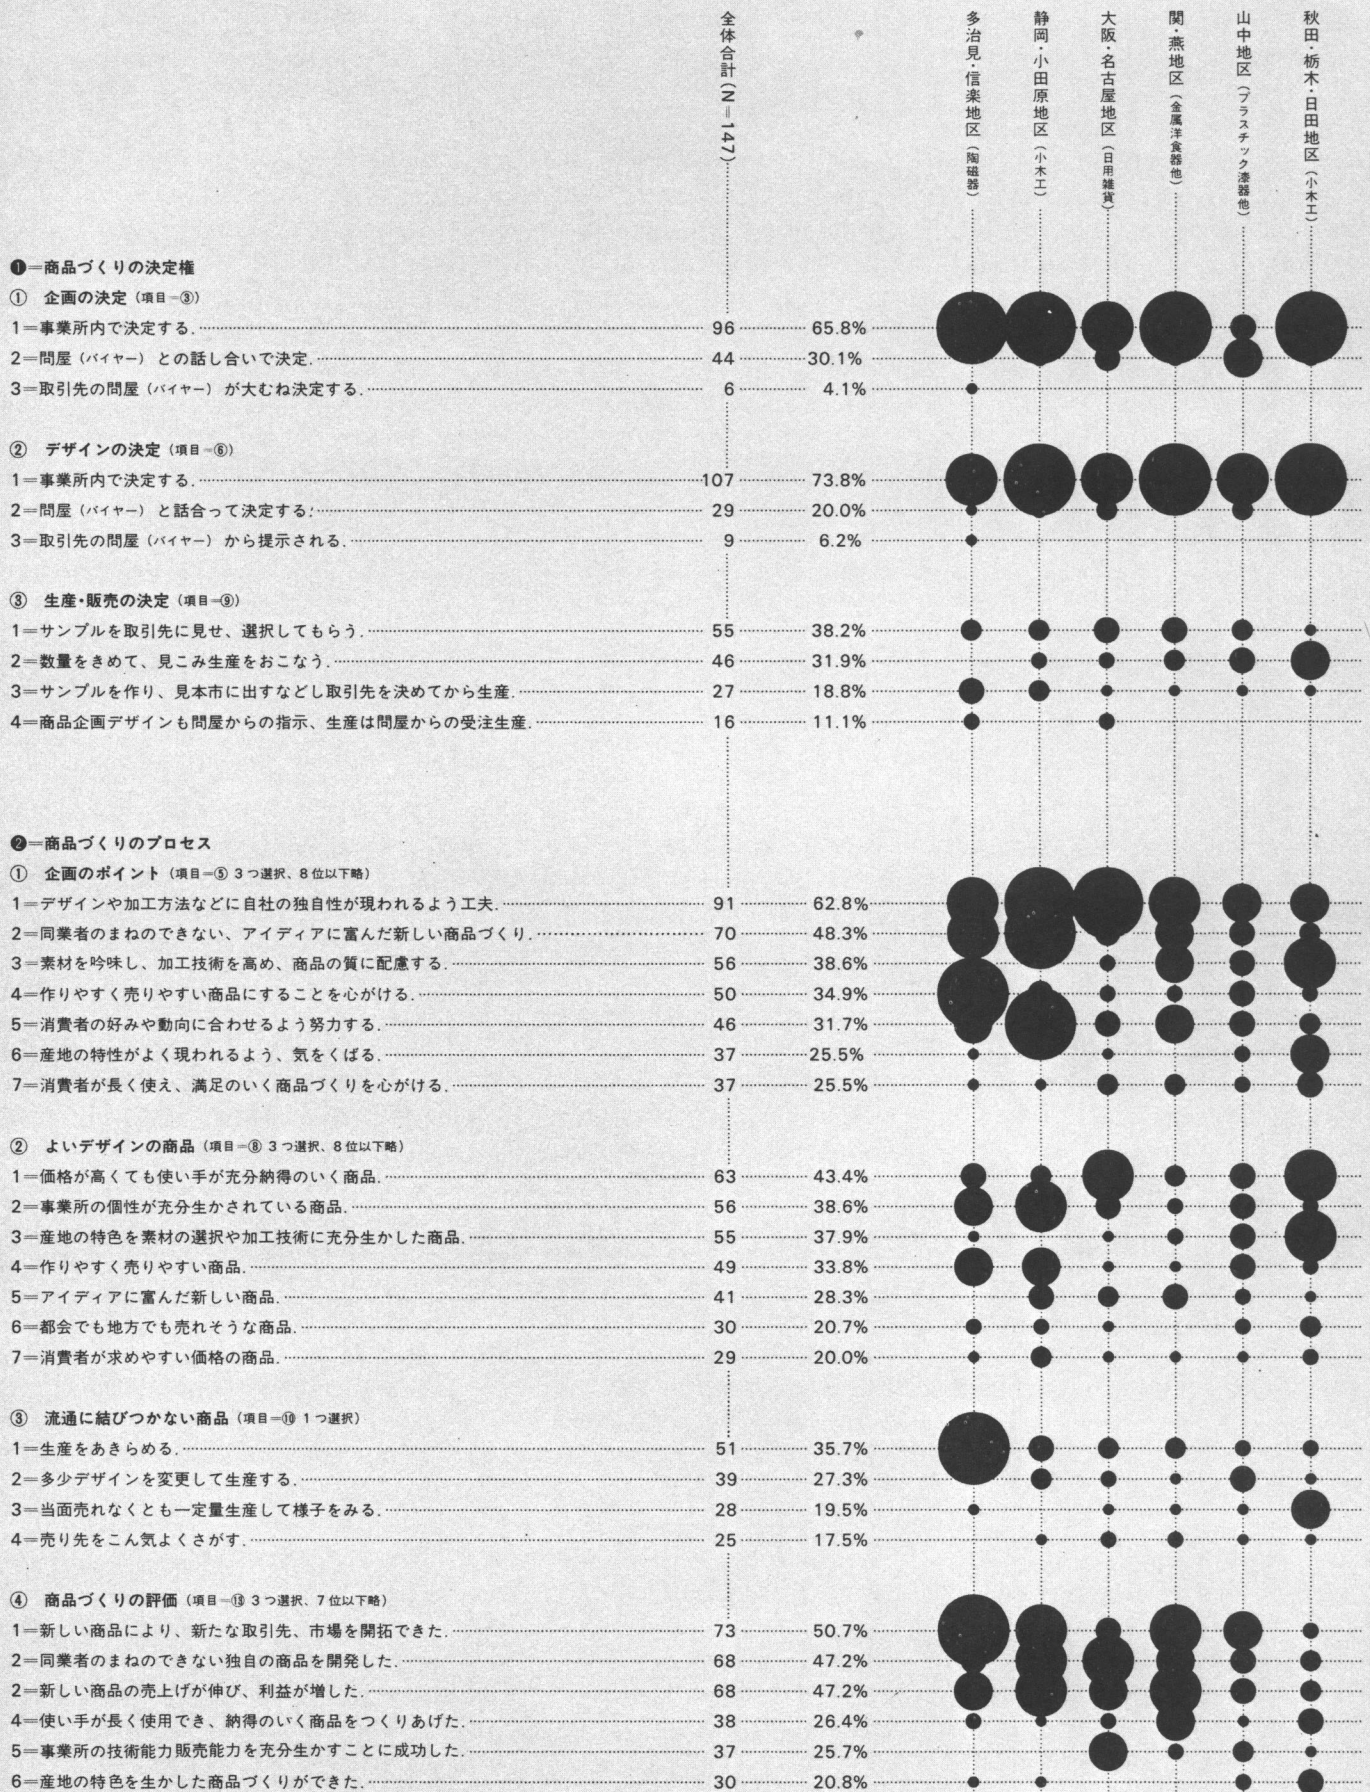 全体合計(N=147)
多治見・信楽地区(陶磁器)
静岡・小田原地区(小木工)
大阪・名古屋地区(日用雑貨)
関・燕地区(金属洋食器他)
山中地区(プラスチック漆器他)
秋田・栃木・日田地区(小木工)
❶=商品づくりの決定権
① 企画の決定(項目=③)
1=事業所内で決定する. 96 65.8%
2=問屋(バイヤー)との話し合いで決定. 44 30.1%
3=取引先の問屋(バイヤー)が大むね決定する. 6 4.1%
② デザインの決定(項目=⑥)
1=事業所内で決定する. 107 73.8%
2=問屋(バイヤー)と話合って決定する. 29 20.0%
3=取引先の問屋(バイヤー)から提示される. 9 6.2%
③ 生産・販売の決定(項目=⑨)
1=サンプルを取引先に見せ、選択してもらう. 55 38.2%
2=数量をきめて、見こみ生産をおこなう. 46 31.9%
3=サンプルを作り、見本市に出すなどし取引先を決めてから生産. 27 18.8%
4=商品企画デザインも問屋からの指示、生産は問屋からの受注生産. 16 11.1%
❷=商品づくりのプロセス
① 企画のポイント(項目=⑤ 3つ選択、8位以下略)
1=デザインや加工方法などに自社の独自性が現われるよう工夫. 91 62.8%
2=同業者のまねのできない、アイディアに富んだ新しい商品づくり. 70 48.3%
3=素材を吟味し、加工技術を高め、商品の質に配慮する. 56 38.6%
4=作りやすく売りやすい商品にすることを心がける. 50 34.9%
5=消費者の好みや動向に合わせるよう努力する. 46 31.7%
6=産地の特性がよく現われるよう、気をくばる. 37 25.5%
7=消費者が長く使え、満足のいく商品づくりを心がける. 37 25.5%
② よいデザインの商品(項目=⑧ 3つ選択、8位以下略)
1=価格が高くても使い手が充分納得のいく商品. 63 43.4%
2=事業所の個性が充分生かされている商品. 56 38.6%
3=産地の特色を素材の選択や加工技術に充分生かした商品. 55 37.9%
4=作りやすく売りやすい商品. 49 33.8%
5=アイディアに富んだ新しい商品. 41 28.3%
6=都会でも地方でも売れそうな商品. 30 20.7%
7=消費者が求めやすい価格の商品. 29 20.0%
③ 流通に結びつかない商品(項目=⑩ 1つ選択)
1=生産をあきらめる. 51 35.7%
2=多少デザインを変更して生産する. 39 27.3%
3=当面売れなくとも一定量生産して様子をみる. 28 19.5%
4=売り先をこん気よくさがす. 25 17.5%
④ 商品づくりの評価(項目=⑬ 3つ選択、7位以下略)
1=新しい商品により、新たな取引先、市場を開拓できた. 73 50.7%
2=同業者のまねのできない独自の商品を開発した. 68 47.2%
2=新しい商品の売上げが伸び、利益が増した. 68 47.2%
4=使い手が長く使用でき、納得のいく商品をつくりあげた. 38 26.4%
5=事業所の技術能力販売能力を充分生かすことに成功した. 37 25.7%
6=産地の特色を生かした商品づくりができた. 30 20.8%